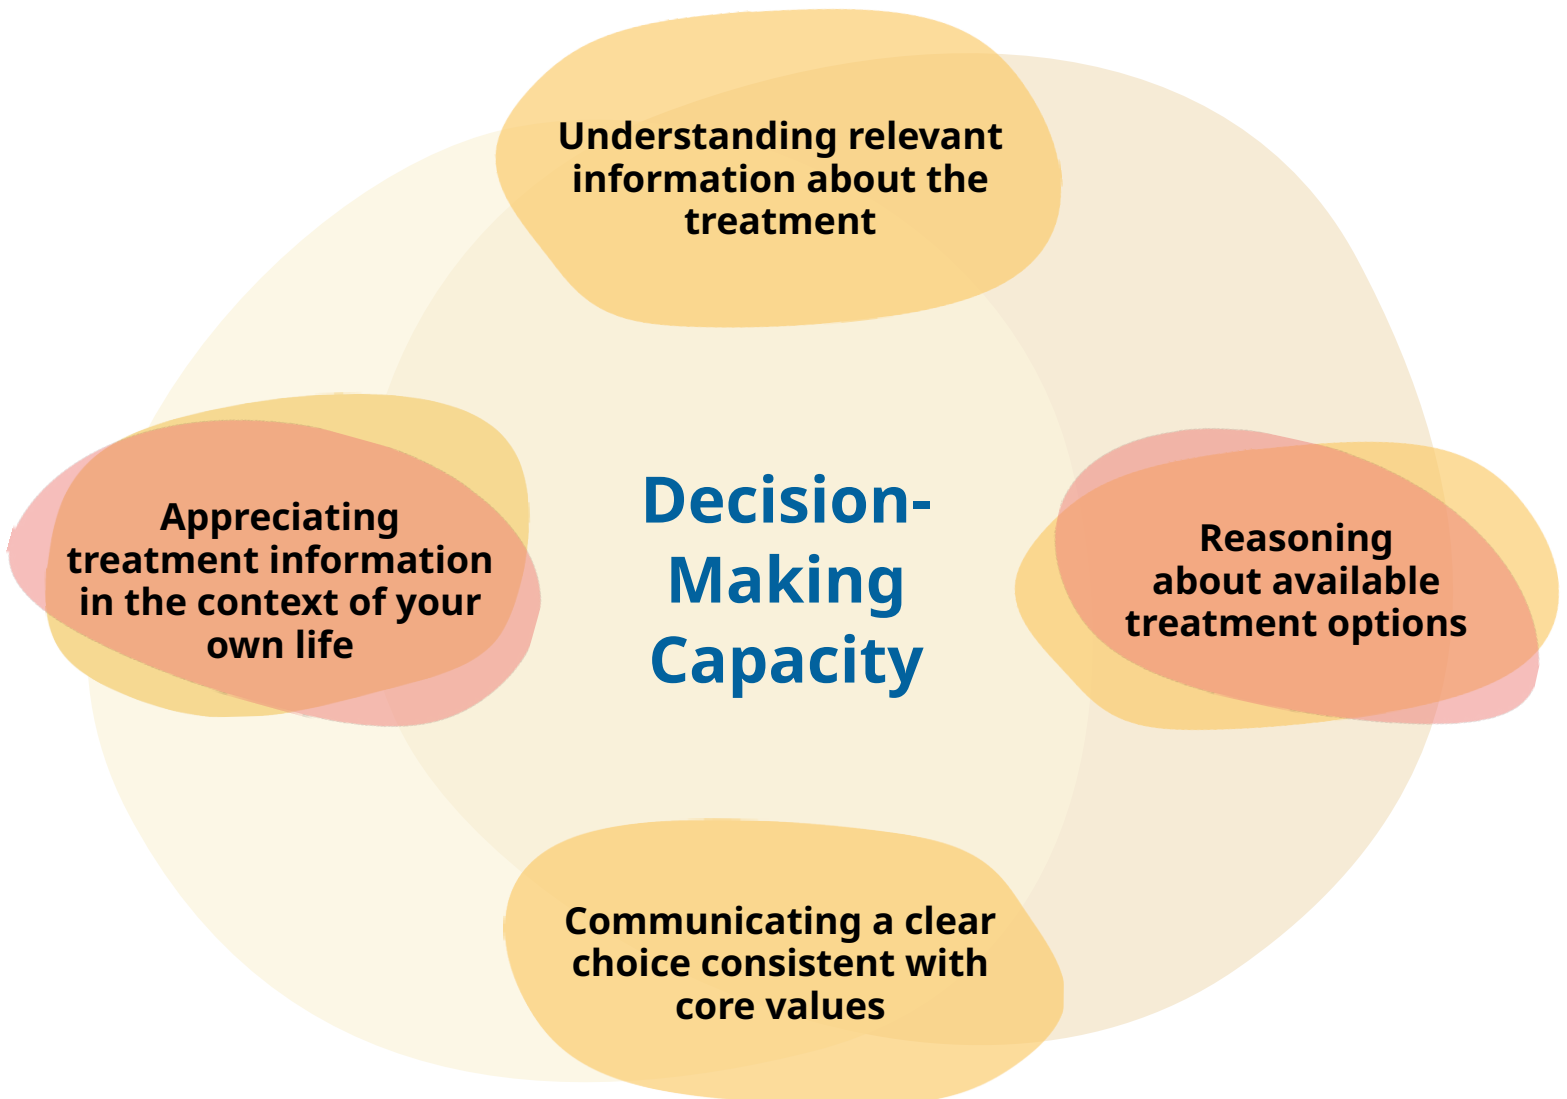 Understanding relevant
information about the
treatment
Appreciating
treatment information
in the context of your
own life
Decision-
Making
Capacity
Reasoning
about available
treatment options
Communicating a clear
choice consistent with
core values